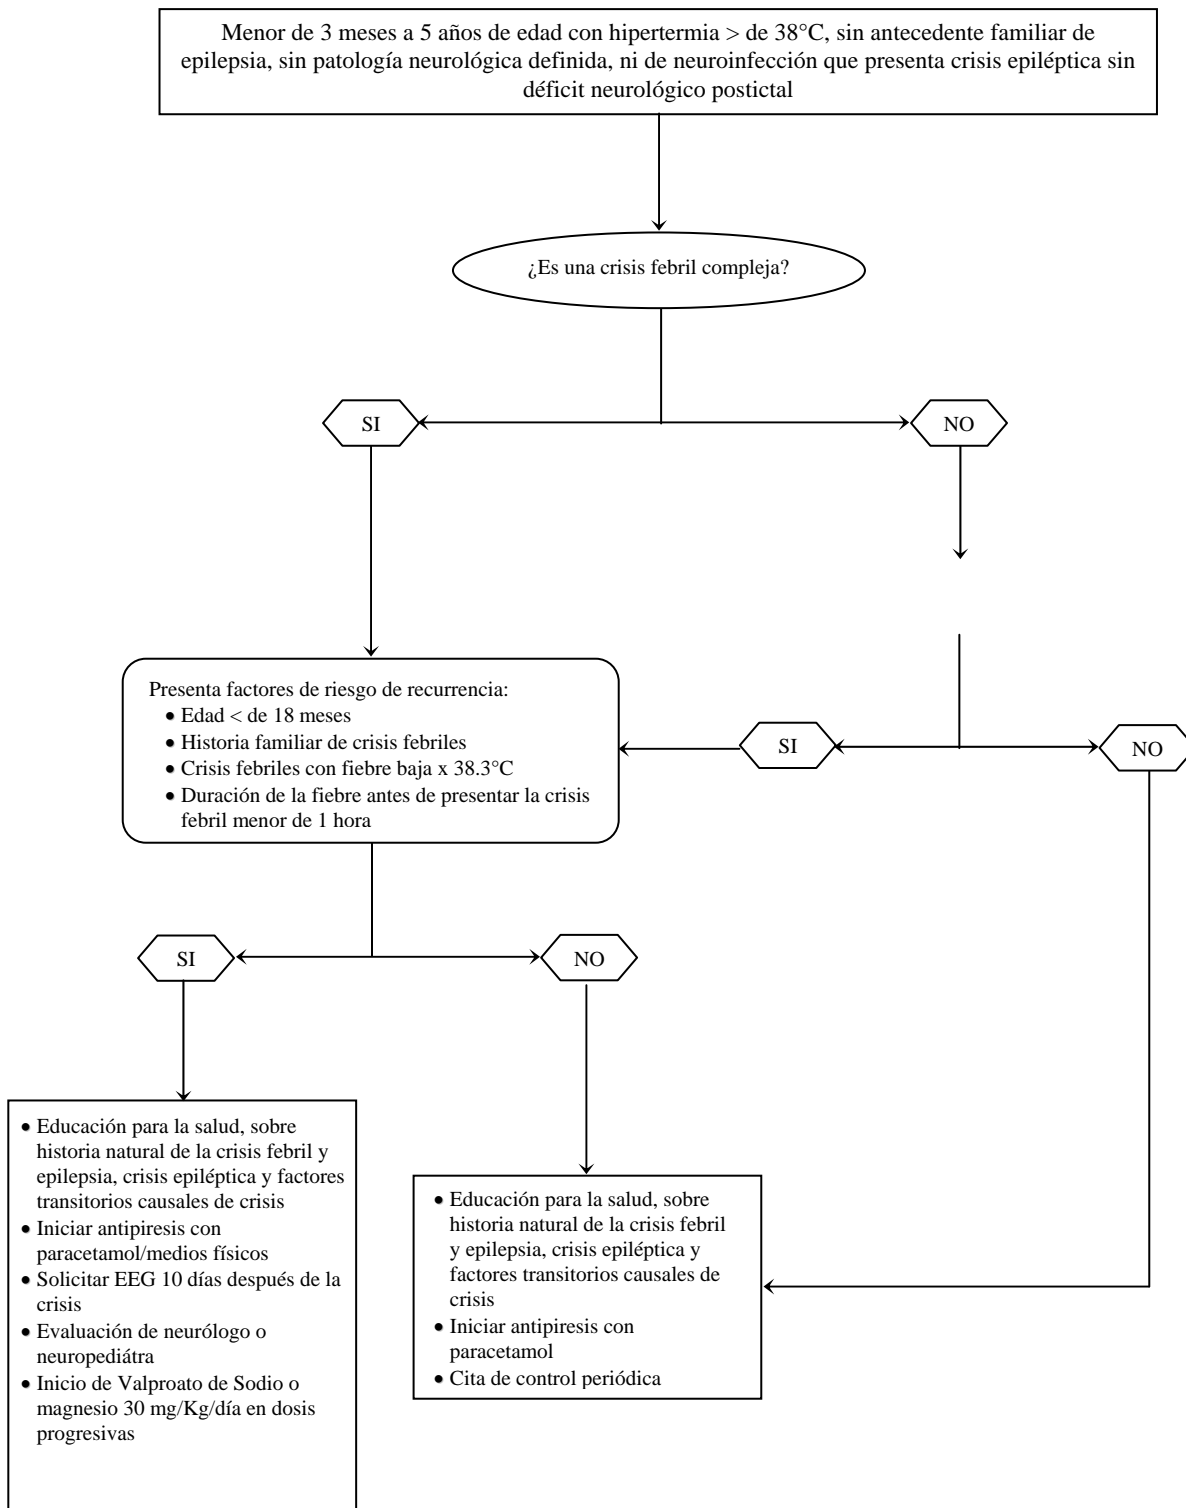 Menor de 3 meses a 5 años de edad con hipertermia > de 38°C, sin antecedente familiar de
epilepsia, sin patología neurológica definida, ni de neuroinfección que presenta crisis epiléptica sin
déficit neurológico postictal
¿Es una crisis febril compleja?
SI
NO
Presenta factores de riesgo de recurrencia:
• Edad < de 18 meses
• Historia familiar de crisis febriles
• Crisis febriles con fiebre baja x 38.3°C
• Duración de la fiebre antes de presentar la crisis
febril menor de 1 hora
SI
NO
SI
NO
• Educación para la salud, sobre
historia natural de la crisis febril y
epilepsia, crisis epiléptica y factores
transitorios causales de crisis
• Iniciar antipiresis con
paracetamol/medios físicos
• Solicitar EEG 10 días después de la
crisis
• Evaluación de neurólogo o
neuropediátra
• Inicio de Valproato de Sodio o
magnesio 30 mg/Kg/día en dosis
progresivas
• Educación para la salud, sobre
historia natural de la crisis febril
y epilepsia, crisis epiléptica y
factores transitorios causales de
crisis
• Iniciar antipiresis con
paracetamol
• Cita de control periódica